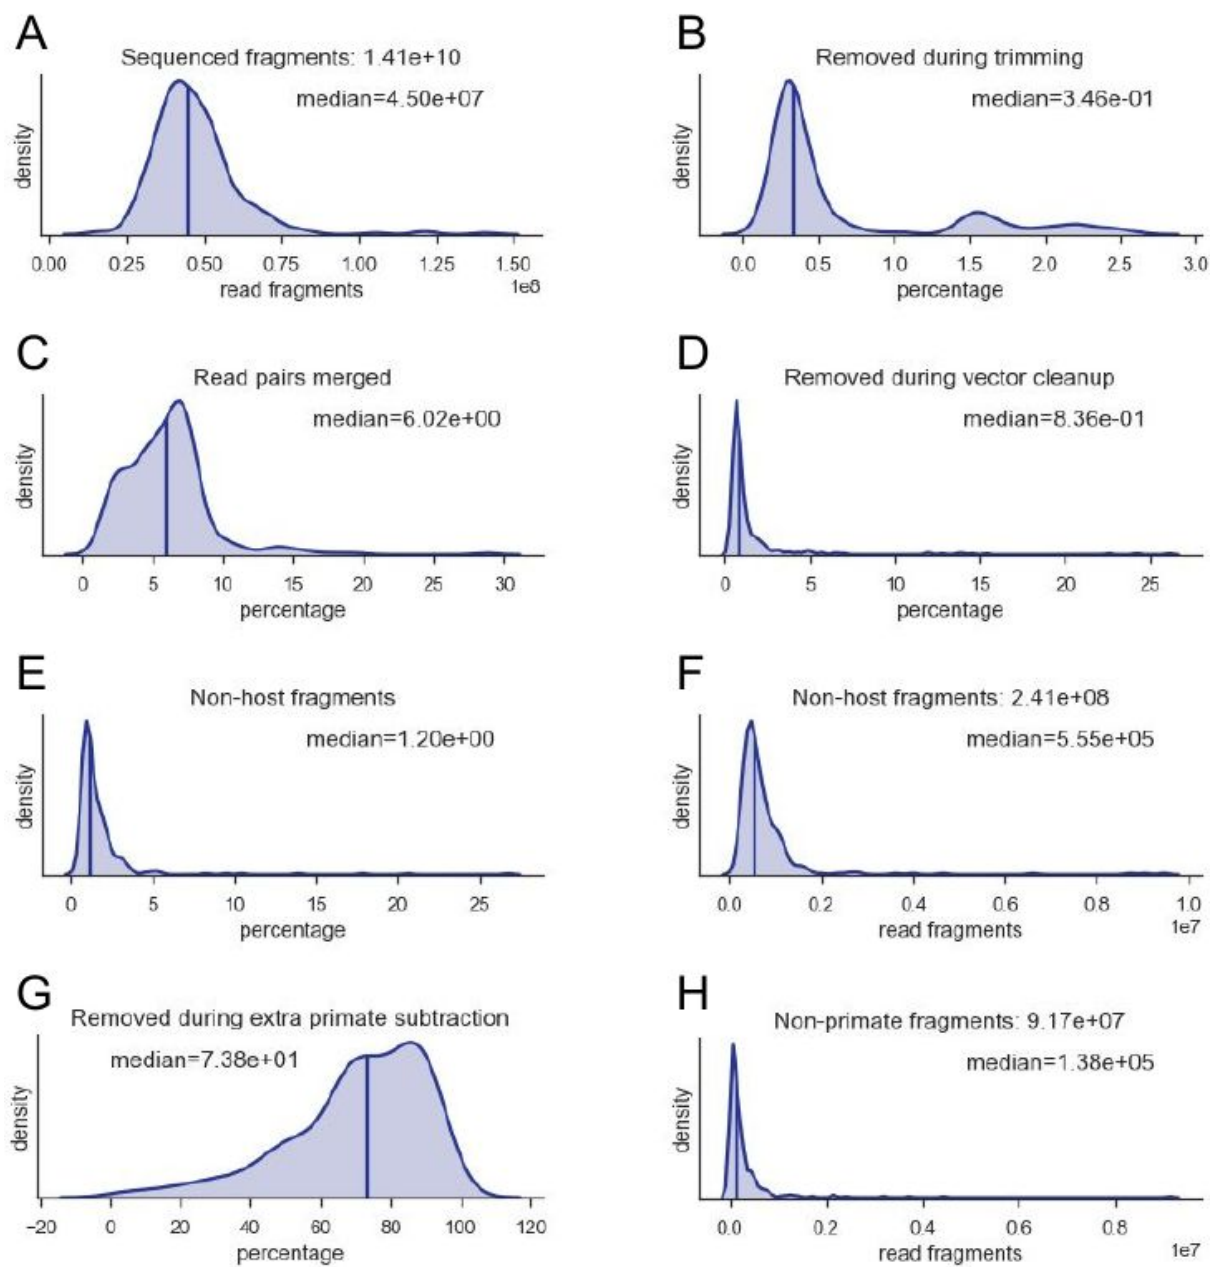 A
Sequenced fragments: 1.41e+10
median=4.50e+07
density
0.00 0.25 0.50 0.75 1.00 1.25 1.50
read fragments
1e8
B
Removed during trimming
median=3.46e-01
density
0.0 0.5 1.0 1.5 2.0 2.5 3.0
percentage
C
Read pairs merged
median=6.02e+00
density
0 5 10 15 20 25 30
percentage
D
Removed during vector cleanup
median=8.36e-01
density
0 5 10 15 20 25
percentage
E
Non-host fragments
median=1.20e+00
density
0 5 10 15 20 25
percentage
F
Non-host fragments: 2.41e+08
median=5.55e+05
density
0.0 0.2 0.4 0.6 0.8 1.0
read fragments
1e7
G
Removed during extra primate subtraction
median=7.38e+01
density
−20 0 20 40 60 80 100 120
percentage
H
Non-primate fragments: 9.17e+07
median=1.38e+05
density
0.0 0.2 0.4 0.6 0.8
read fragments
1e7